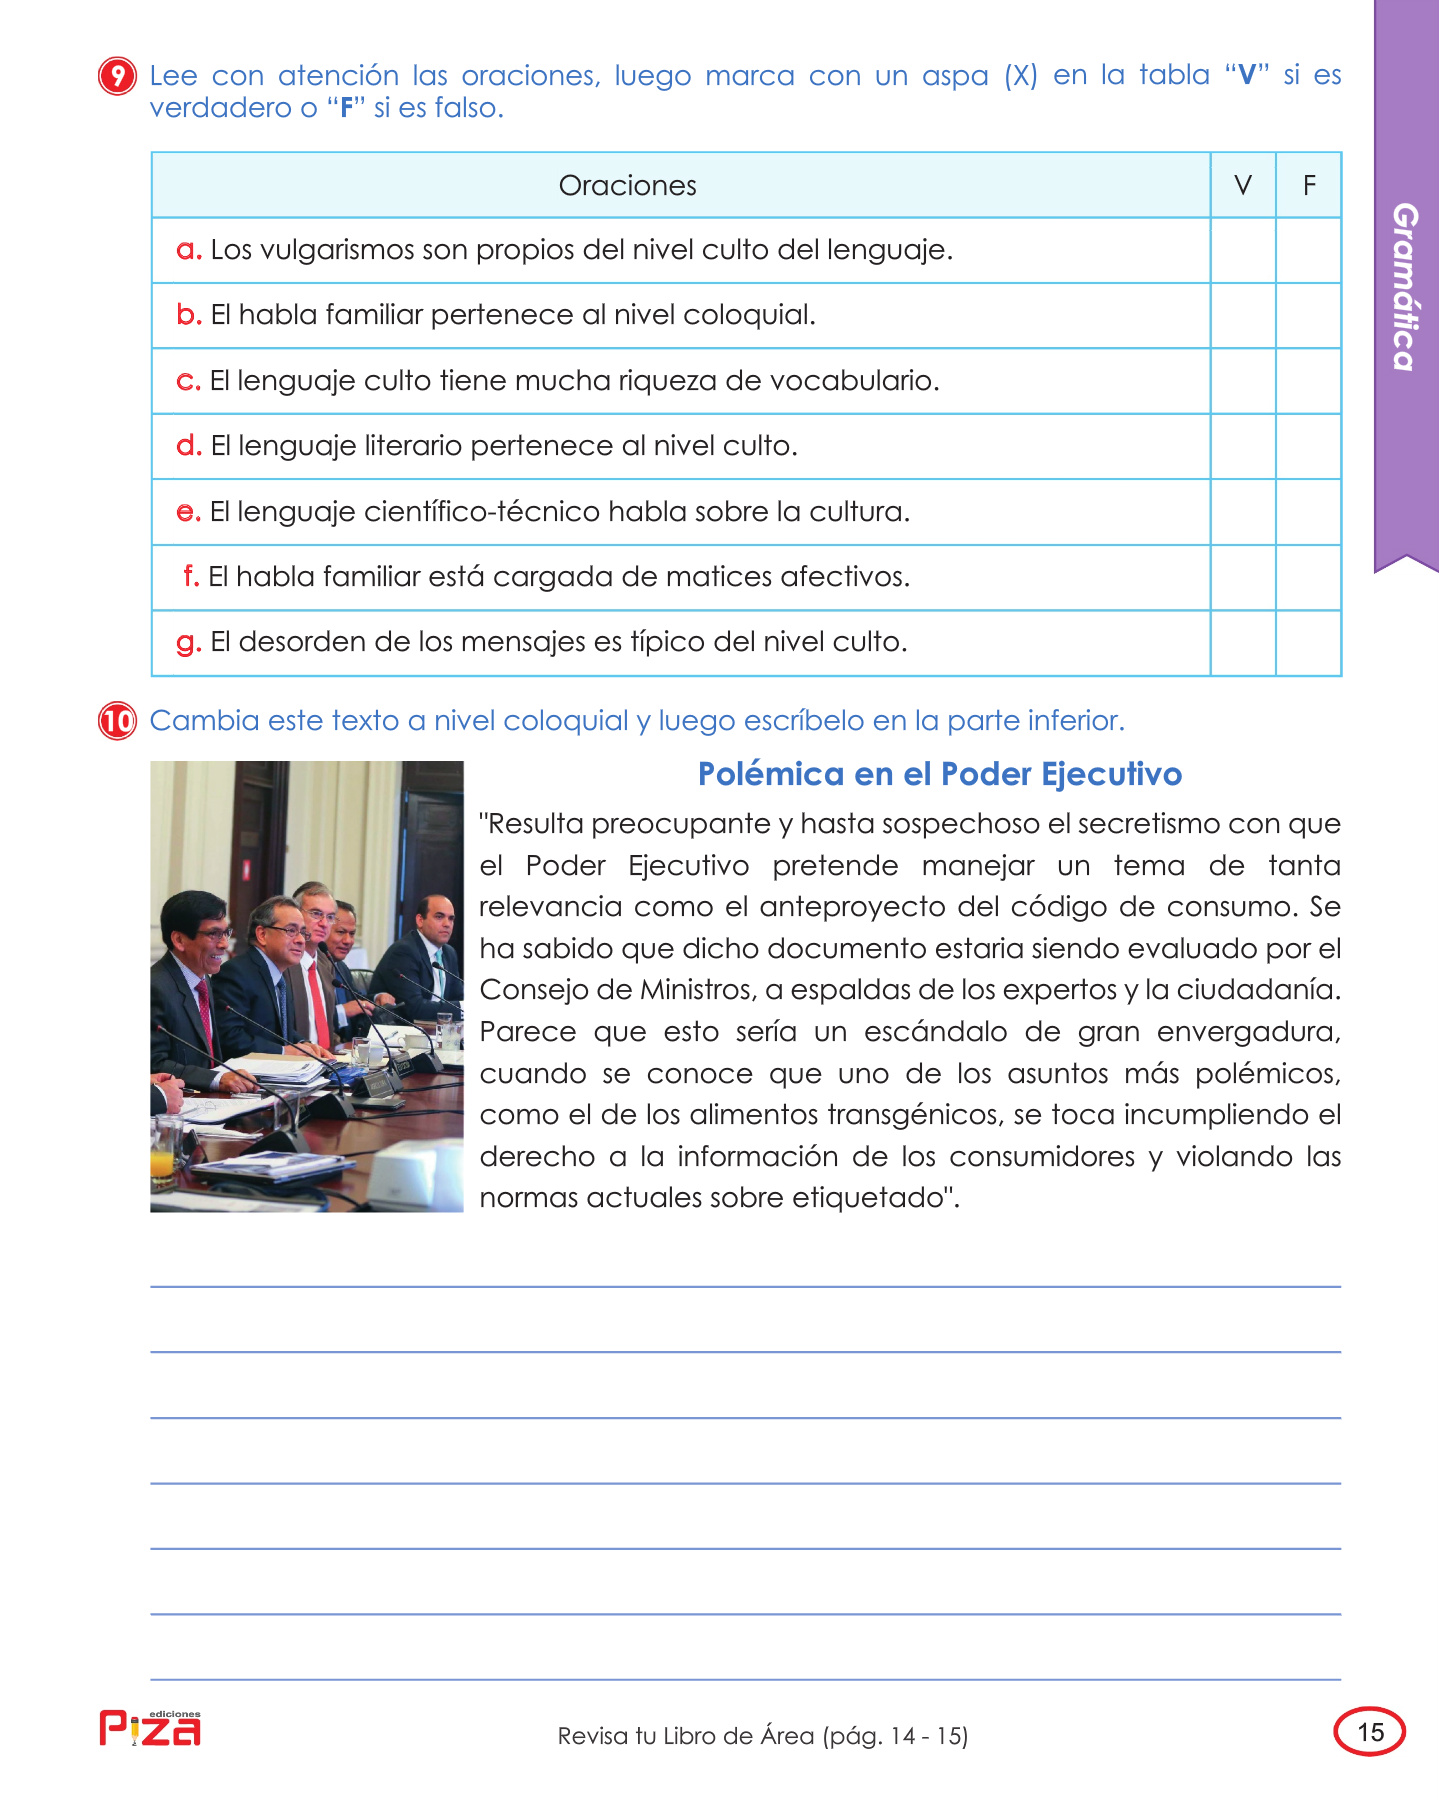 Gramática
9 Lee con atención las oraciones, luego marca con un aspa (X) en la tabla “V” si es
verdadero o “F” si es falso.
Oraciones V F
a. Los vulgarismos son propios del nivel culto del lenguaje.
b. El habla familiar pertenece al nivel coloquial.
c. El lenguaje culto tiene mucha riqueza de vocabulario.
d. El lenguaje literario pertenece al nivel culto.
e. El lenguaje científico-técnico habla sobre la cultura.
f. El habla familiar está cargada de matices afectivos.
g. El desorden de los mensajes es típico del nivel culto.
10 Cambia este texto a nivel coloquial y luego escríbelo en la parte inferior.
Polémica en el Poder Ejecutivo
"Resulta preocupante y hasta sospechoso el secretismo con que
el Poder Ejecutivo pretende manejar un tema de tanta
relevancia como el anteproyecto del código de consumo. Se
ha sabido que dicho documento estaria siendo evaluado por el
Consejo de Ministros, a espaldas de los expertos y la ciudadanía.
Parece que esto sería un escándalo de gran envergadura,
cuando se conoce que uno de los asuntos más polémicos,
como el de los alimentos transgénicos, se toca incumpliendo el
derecho a la información de los consumidores y violando las
normas actuales sobre etiquetado".
ediciones
Piza
Revisa tu Libro de Área (pág. 14 - 15)
15